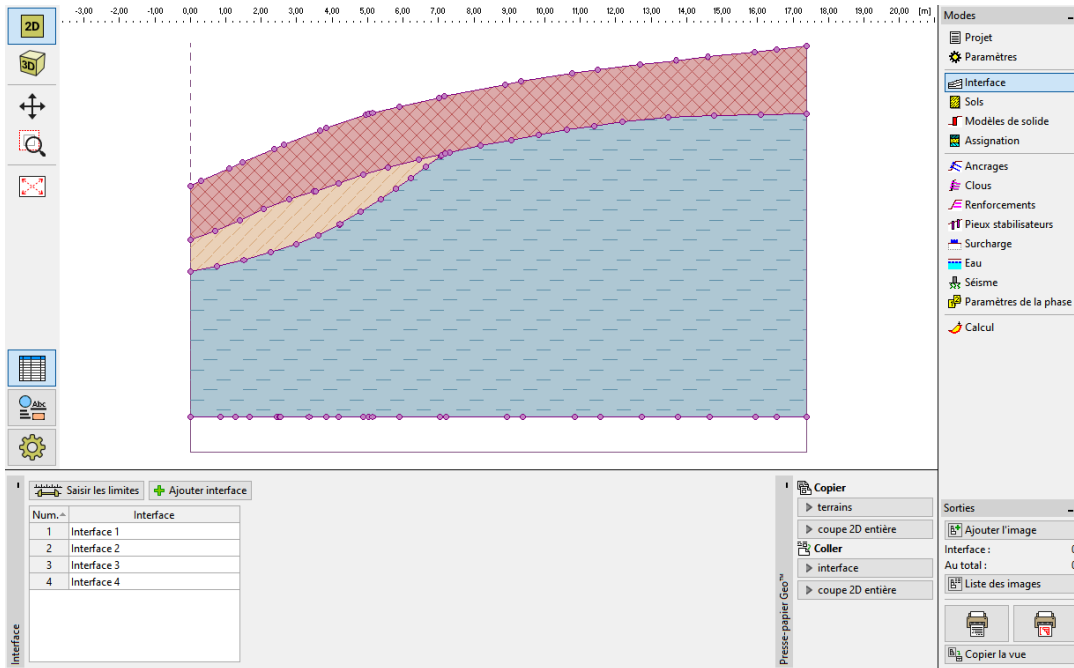 2D
-3,00 -2,00 -1,00 0,00 1,00 2,00 3,00 4,00 5,00 6,00 7,00 8,00 9,00 10,00 11,00 12,00 13,00 14,00 15,00 16,00 17,00 18,00 19,00 20,00 [m]
3D
Abc
Modes
Projet
Paramètres
Interface
Sols
Modèles de solide
Assignation
Ancrages
Clous
Renforcements
Pieux stabilisateurs
Surcharge
Eau
Séisme
Paramètres de la phase
Calcul
Interface
Saisir les limites
Ajouter interface
Num. Interface
1 Interface 1
2 Interface 2
3 Interface 3
4 Interface 4
Presse-papier Geo™
Copier
terrains
coupe 2D entière
Coller
interface
coupe 2D entière
Sorties
Ajouter l'image
Interface :
Au total :
Liste des images
Copier la vue